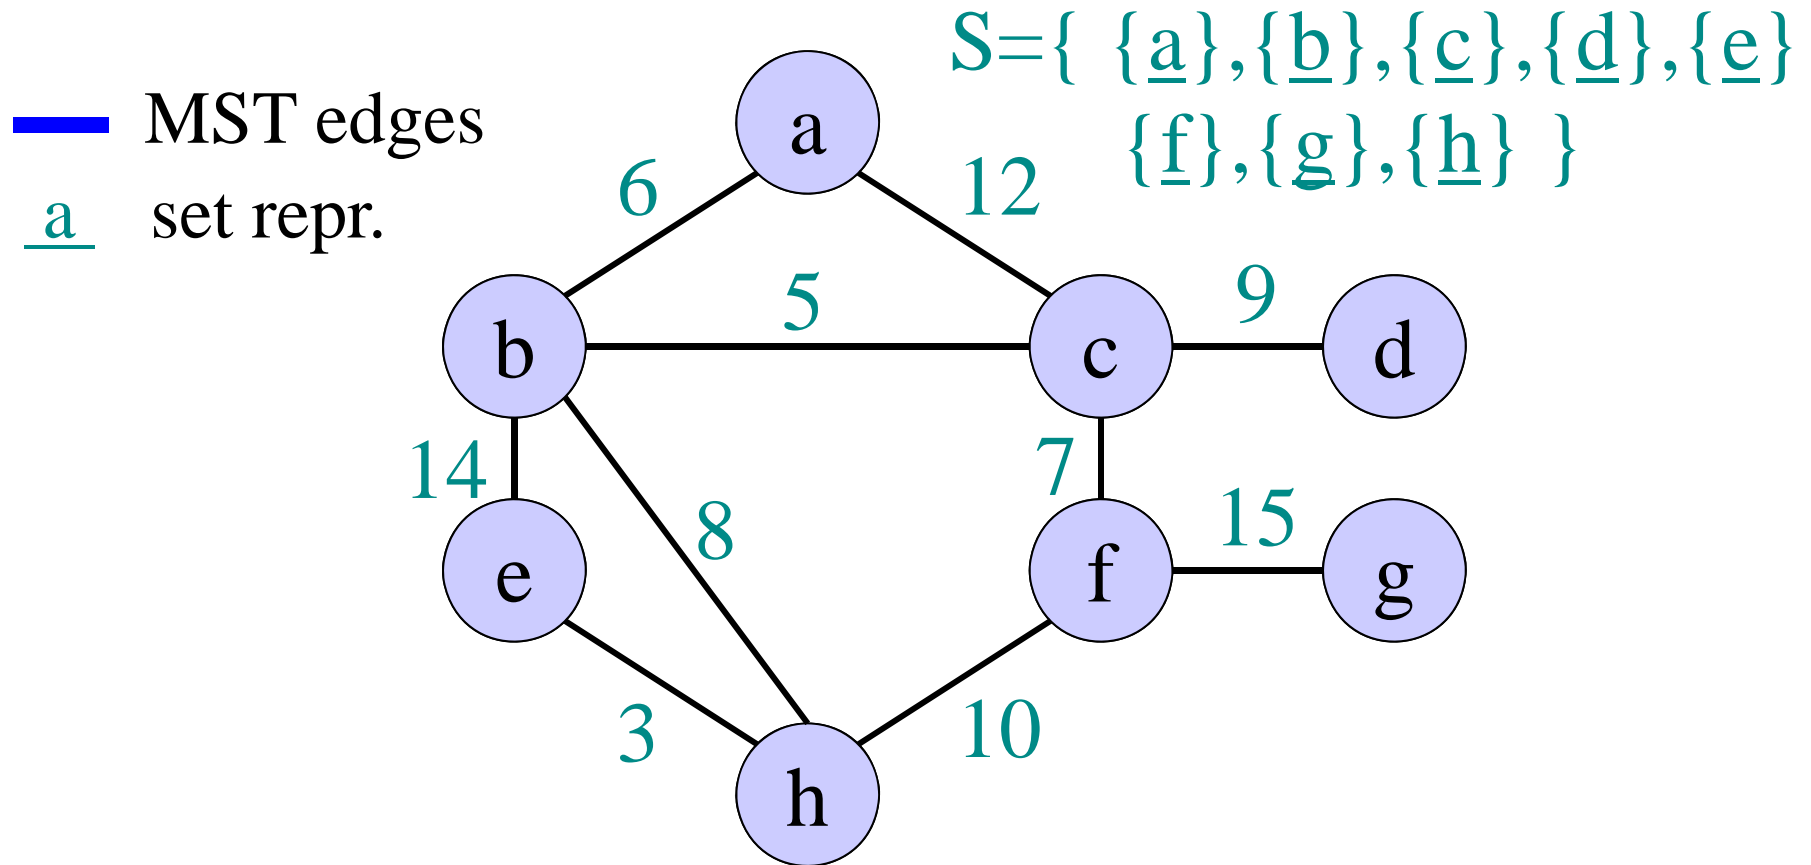 S={ {a},{b},{c},{d},{e}
{f},{g},{h} }
MST edges
a set repr.
a
6
12
b
5
c
9
d
14
8
7
15
e
f
g
3
10
h